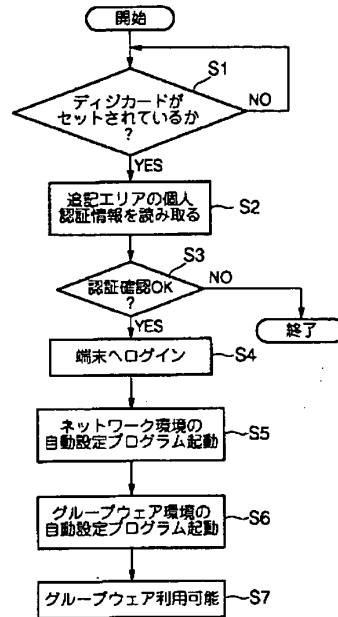 開始
S1
ディジカードが
セットされているか
?
NO
YES
追記エリアの個人
認証情報を読み取る
S2
S3
認証確認OK
?
NO
YES
終了
端末へログイン
S4
ネットワーク環境の
自動設定プログラム起動
S5
グループウェア環境の
自動設定プログラム起動
S6
グループウェア利用可能
S7